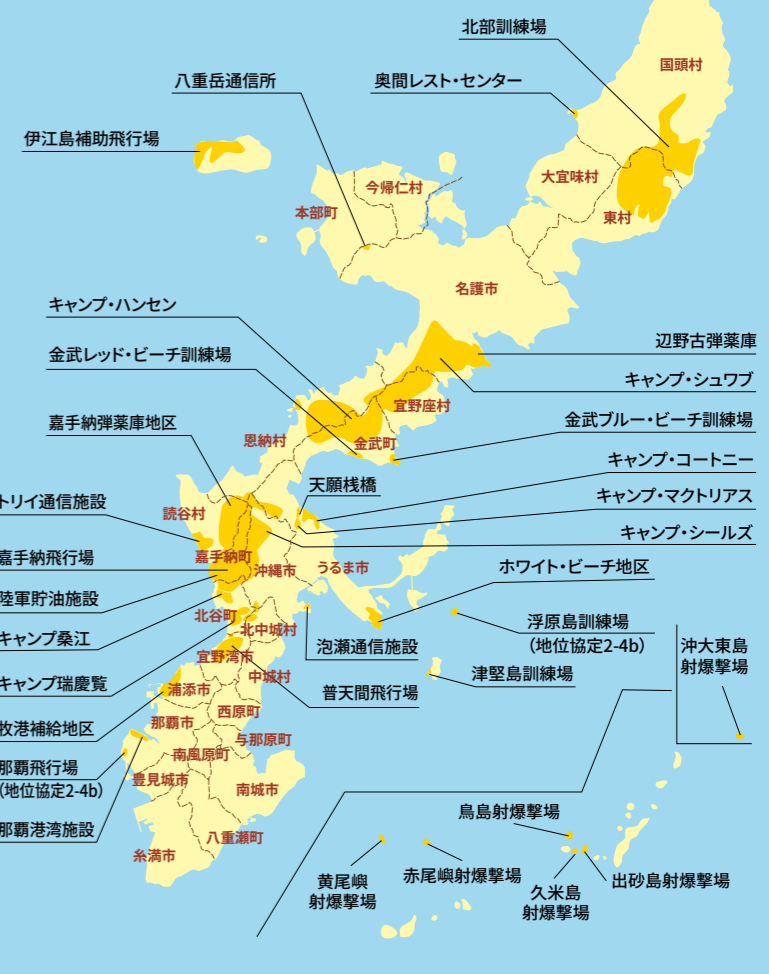 北部訓練場
国頭村
八重岳通信所
奥間レスト・センター
伊江島補助飛行場
今帰仁村
大宜味村
本部町
東村
名護市
キャンプ・ハンセン
辺野古弾薬庫
金武レッド・ビーチ訓練場
キャンプ・シュワブ
宜野座村
嘉手納弾薬庫地区
金武ブルー・ビーチ訓練場
恩納村
金武町
キャンプ・コートニー
天願桟橋
トリイ通信施設
キャンプ・マクトリアス
読谷村
キャンプ・シールズ
嘉手納飛行場
嘉手納町
沖縄市
うるま市
ホワイト・ビーチ地区
陸軍貯油施設
北谷町
浮原島訓練場
(地位協定2-4b)
キャンプ桑江
北中城村
泡瀬通信施設
沖大東島
射爆撃場
宜野湾市
津堅島訓練場
キャンプ瑞慶覧
中城村
浦添市
普天間飛行場
牧港補給地区
那覇市
西原町
与那原町
那覇飛行場
(地位協定2-4b)
南風原町
豊見城市
南城市
那覇港湾施設
八重瀬町
糸満市
鳥島射爆撃場
黄尾嶼
射爆撃場
赤尾嶼射爆撃場
久米島
射爆撃場
出砂島射爆撃場